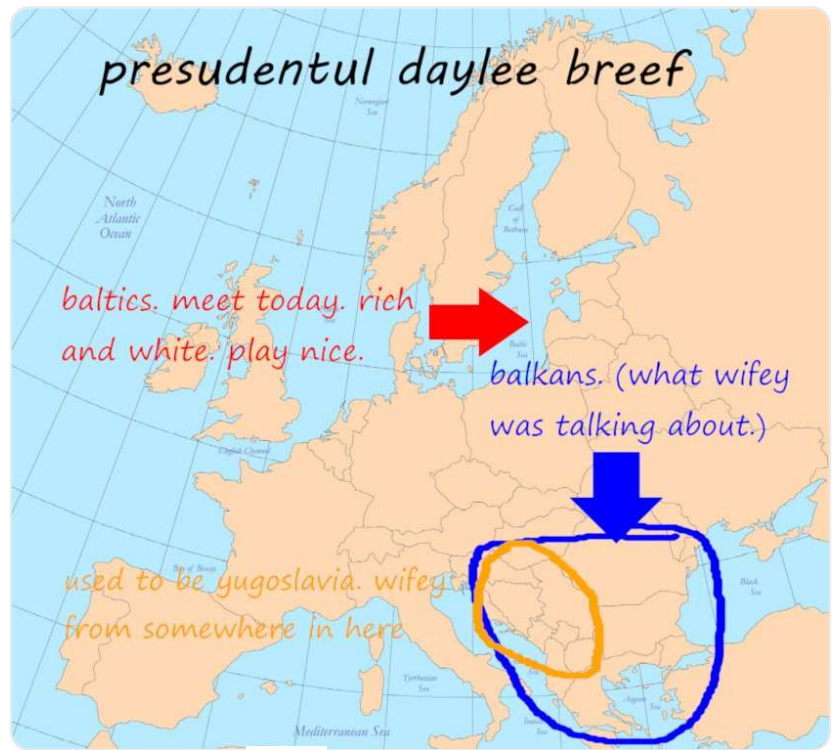 presudentul daylee breef
Norwegian
Sea
North
Atlantic
Ocean
Gulf
of
Bothnia
baltics. meet today. rich
and white. play nice.
Baltic
Sea
balkans. (what wifey
was talking about.)
English Channel
used to be yugoslavia. wifey
from somewhere in here
Bay of Biscay
Black
Sea
Tyrrhenian
Sea
Aegean
Sea
Ionian
Sea
Mediterranean Sea